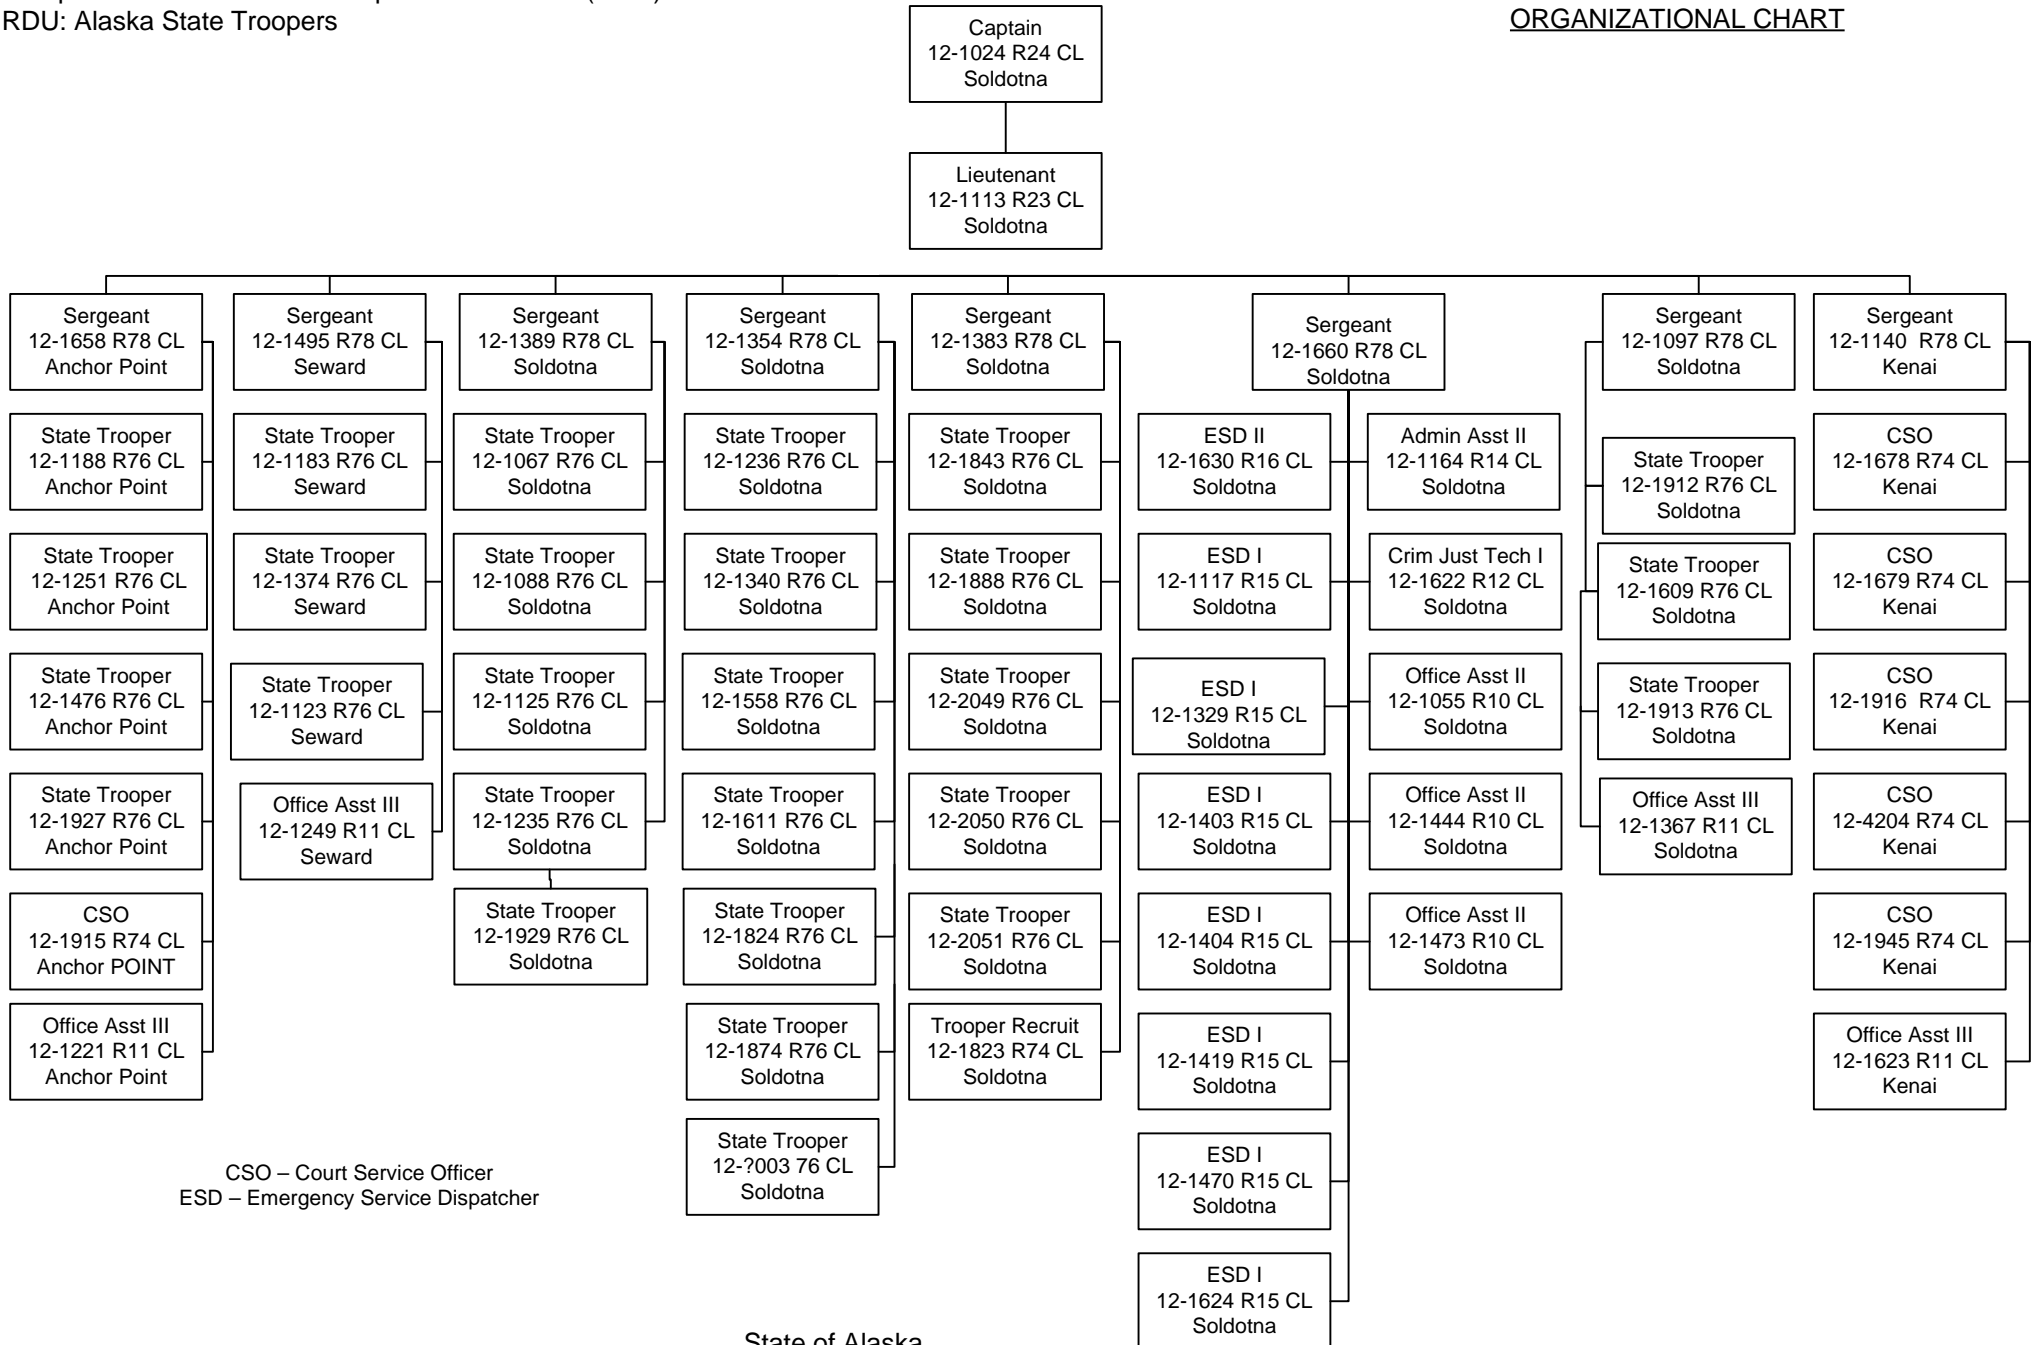 RDU: Alaska State Troopers
ORGANIZATIONAL CHART
Captain
12-1024 R24 CL
Soldotna
Lieutenant
12-1113 R23 CL
Soldotna
Sergeant
12-1658 R78 CL
Anchor Point
State Trooper
12-1188 R76 CL
Anchor Point
State Trooper
12-1251 R76 CL
Anchor Point
State Trooper
12-1476 R76 CL
Anchor Point
State Trooper
12-1927 R76 CL
Anchor Point
CSO
12-1915 R74 CL
Anchor POINT
Office Asst III
12-1221 R11 CL
Anchor Point
Sergeant
12-1495 R78 CL
Seward
State Trooper
12-1183 R76 CL
Seward
State Trooper
12-1374 R76 CL
Seward
State Trooper
12-1123 R76 CL
Seward
Office Asst III
12-1249 R11 CL
Seward
Sergeant
12-1389 R78 CL
Soldotna
State Trooper
12-1067 R76 CL
Soldotna
State Trooper
12-1088 R76 CL
Soldotna
State Trooper
12-1125 R76 CL
Soldotna
State Trooper
12-1235 R76 CL
Soldotna
State Trooper
12-1929 R76 CL
Soldotna
Sergeant
12-1354 R78 CL
Soldotna
State Trooper
12-1236 R76 CL
Soldotna
State Trooper
12-1340 R76 CL
Soldotna
State Trooper
12-1558 R76 CL
Soldotna
State Trooper
12-1611 R76 CL
Soldotna
State Trooper
12-1824 R76 CL
Soldotna
State Trooper
12-1874 R76 CL
Soldotna
State Trooper
12-?003 76 CL
Soldotna
Sergeant
12-1383 R78 CL
Soldotna
State Trooper
12-1843 R76 CL
Soldotna
State Trooper
12-1888 R76 CL
Soldotna
State Trooper
12-2049 R76 CL
Soldotna
State Trooper
12-2050 R76 CL
Soldotna
State Trooper
12-2051 R76 CL
Soldotna
Trooper Recruit
12-1823 R74 CL
Soldotna
Sergeant
12-1660 R78 CL
Soldotna
ESD II
12-1630 R16 CL
Soldotna
ESD I
12-1117 R15 CL
Soldotna
ESD I
12-1329 R15 CL
Soldotna
ESD I
12-1403 R15 CL
Soldotna
ESD I
12-1404 R15 CL
Soldotna
ESD I
12-1419 R15 CL
Soldotna
ESD I
12-1470 R15 CL
Soldotna
ESD I
12-1624 R15 CL
Soldotna
Admin Asst II
12-1164 R14 CL
Soldotna
Crim Just Tech I
12-1622 R12 CL
Soldotna
Office Asst II
12-1055 R10 CL
Soldotna
Office Asst II
12-1444 R10 CL
Soldotna
Office Asst II
12-1473 R10 CL
Soldotna
Sergeant
12-1097 R78 CL
Soldotna
State Trooper
12-1912 R76 CL
Soldotna
State Trooper
12-1609 R76 CL
Soldotna
State Trooper
12-1913 R76 CL
Soldotna
Office Asst III
12-1367 R11 CL
Soldotna
Sergeant
12-1140 R78 CL
Kenai
CSO
12-1678 R74 CL
Kenai
CSO
12-1679 R74 CL
Kenai
CSO
12-1916 R74 CL
Kenai
CSO
12-4204 R74 CL
Kenai
CSO
12-1945 R74 CL
Kenai
Office Asst III
12-1623 R11 CL
Kenai
CSO – Court Service Officer
ESD – Emergency Service Dispatcher
State of Alaska